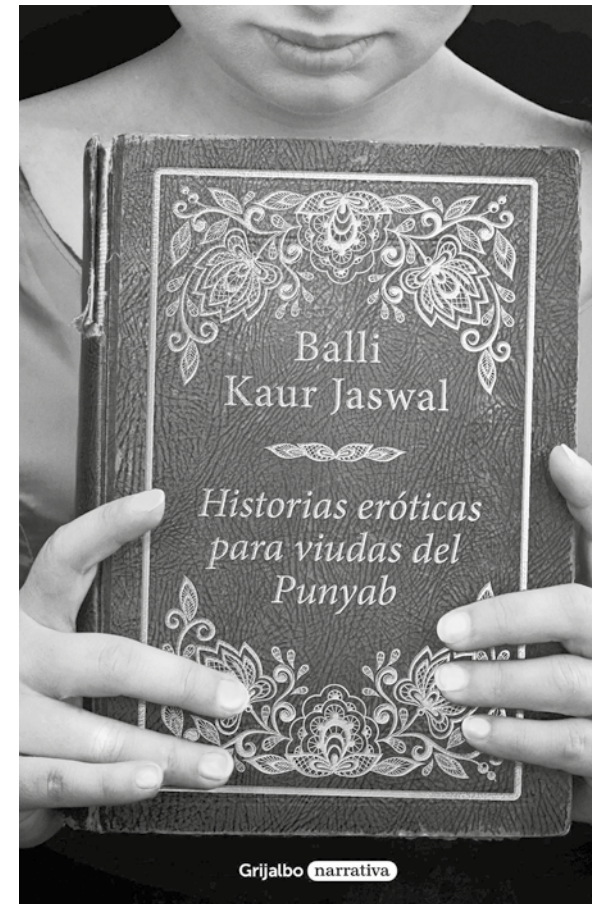 Balli
Kaur Jaswal
Historias eróticas
para viudas del
Punyab
Grijalbo narrativa